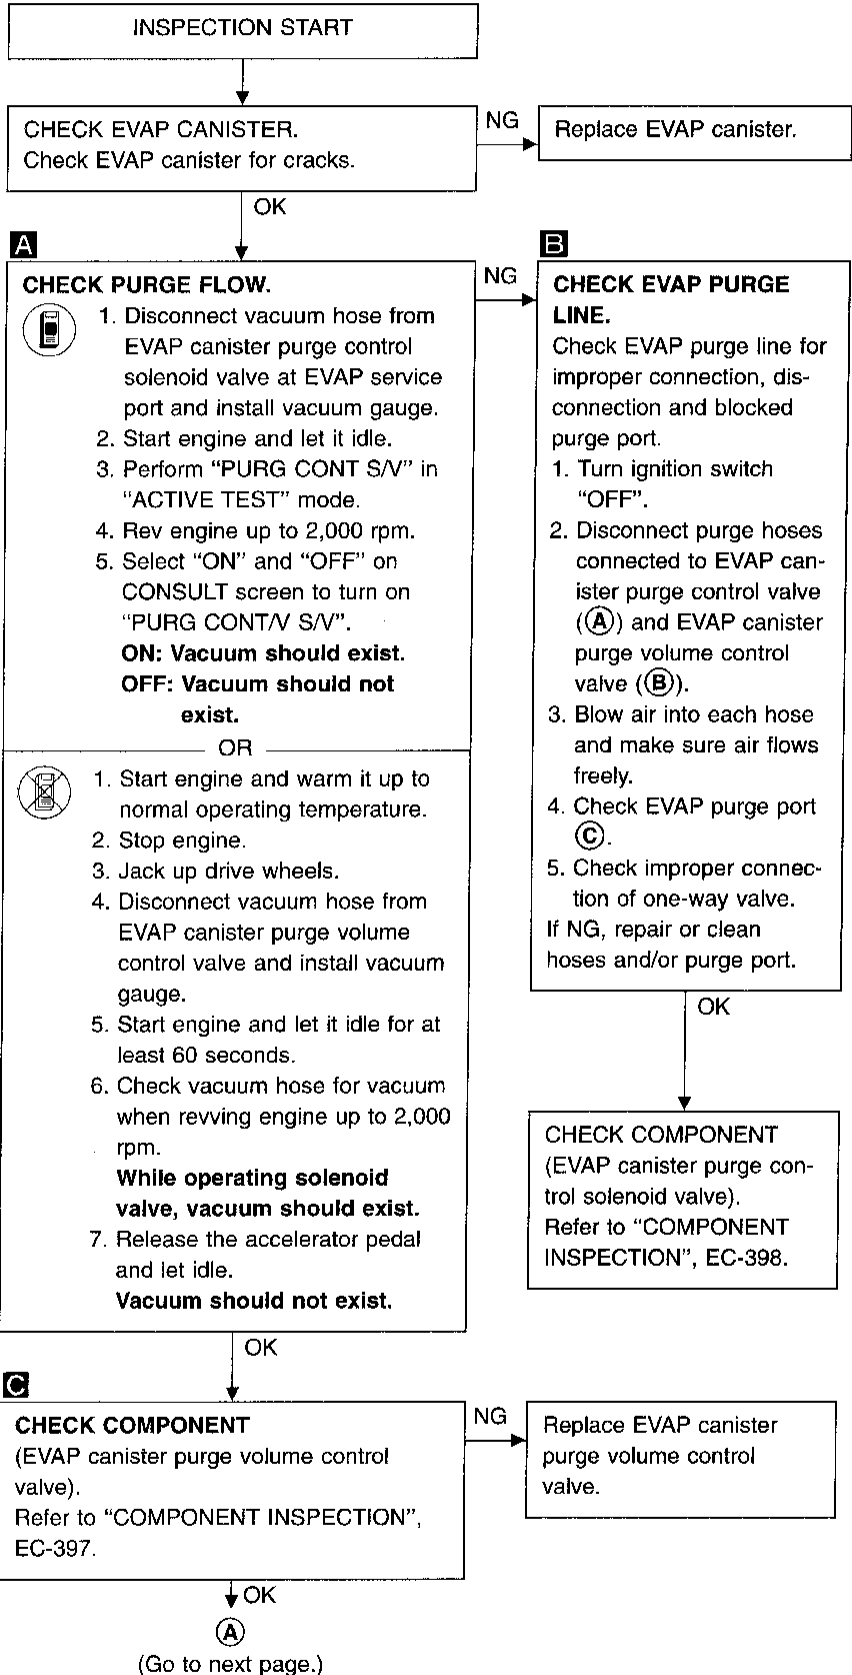 INSPECTION START
CHECK EVAP CANISTER.
Check EVAP canister for cracks.
NG
Replace EVAP canister.
OK
A
CHECK PURGE FLOW.
1. Disconnect vacuum hose from
EVAP canister purge control
solenoid valve at EVAP service
port and install vacuum gauge.
2. Start engine and let it idle.
3. Perform “PURG CONT S/V” in
“ACTIVE TEST” mode.
4. Rev engine up to 2,000 rpm.
5. Select “ON” and “OFF” on
CONSULT screen to turn on
“PURG CONT/V S/V”.
ON: Vacuum should exist.
OFF: Vacuum should not
exist.
OR
1. Start engine and warm it up to
normal operating temperature.
2. Stop engine.
3. Jack up drive wheels.
4. Disconnect vacuum hose from
EVAP canister purge volume
control valve and install vacuum
gauge.
5. Start engine and let it idle for at
least 60 seconds.
6. Check vacuum hose for vacuum
when revving engine up to 2,000
rpm.
While operating solenoid
valve, vacuum should exist.
7. Release the accelerator pedal
and let idle.
Vacuum should not exist.
NG
B
CHECK EVAP PURGE
LINE.
Check EVAP purge line for
improper connection, dis-
connection and blocked
purge port.
1. Turn ignition switch
“OFF”.
2. Disconnect purge hoses
connected to EVAP can-
ister purge control valve
(Ⓐ) and EVAP canister
purge volume control
valve (Ⓑ).
3. Blow air into each hose
and make sure air flows
freely.
4. Check EVAP purge port
Ⓒ.
5. Check improper connec-
tion of one-way valve.
If NG, repair or clean
hoses and/or purge port.
OK
CHECK COMPONENT
(EVAP canister purge con-
trol solenoid valve).
Refer to “COMPONENT
INSPECTION”, EC-398.
OK
C
CHECK COMPONENT
(EVAP canister purge volume control
valve).
Refer to “COMPONENT INSPECTION”,
EC-397.
NG
Replace EVAP canister
purge volume control
valve.
OK
Ⓐ
(Go to next page.)